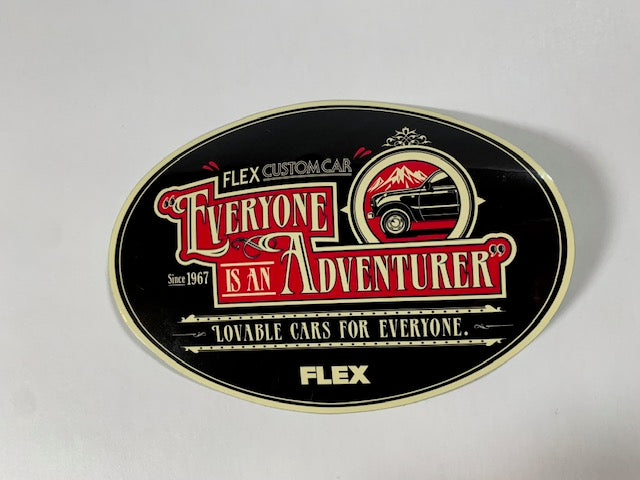 FLEX CUSTOM CAR
"EVERYONE
IS AN ADVENTURER"
Since 1967
LOVABLE CARS FOR EVERYONE.
FLEX